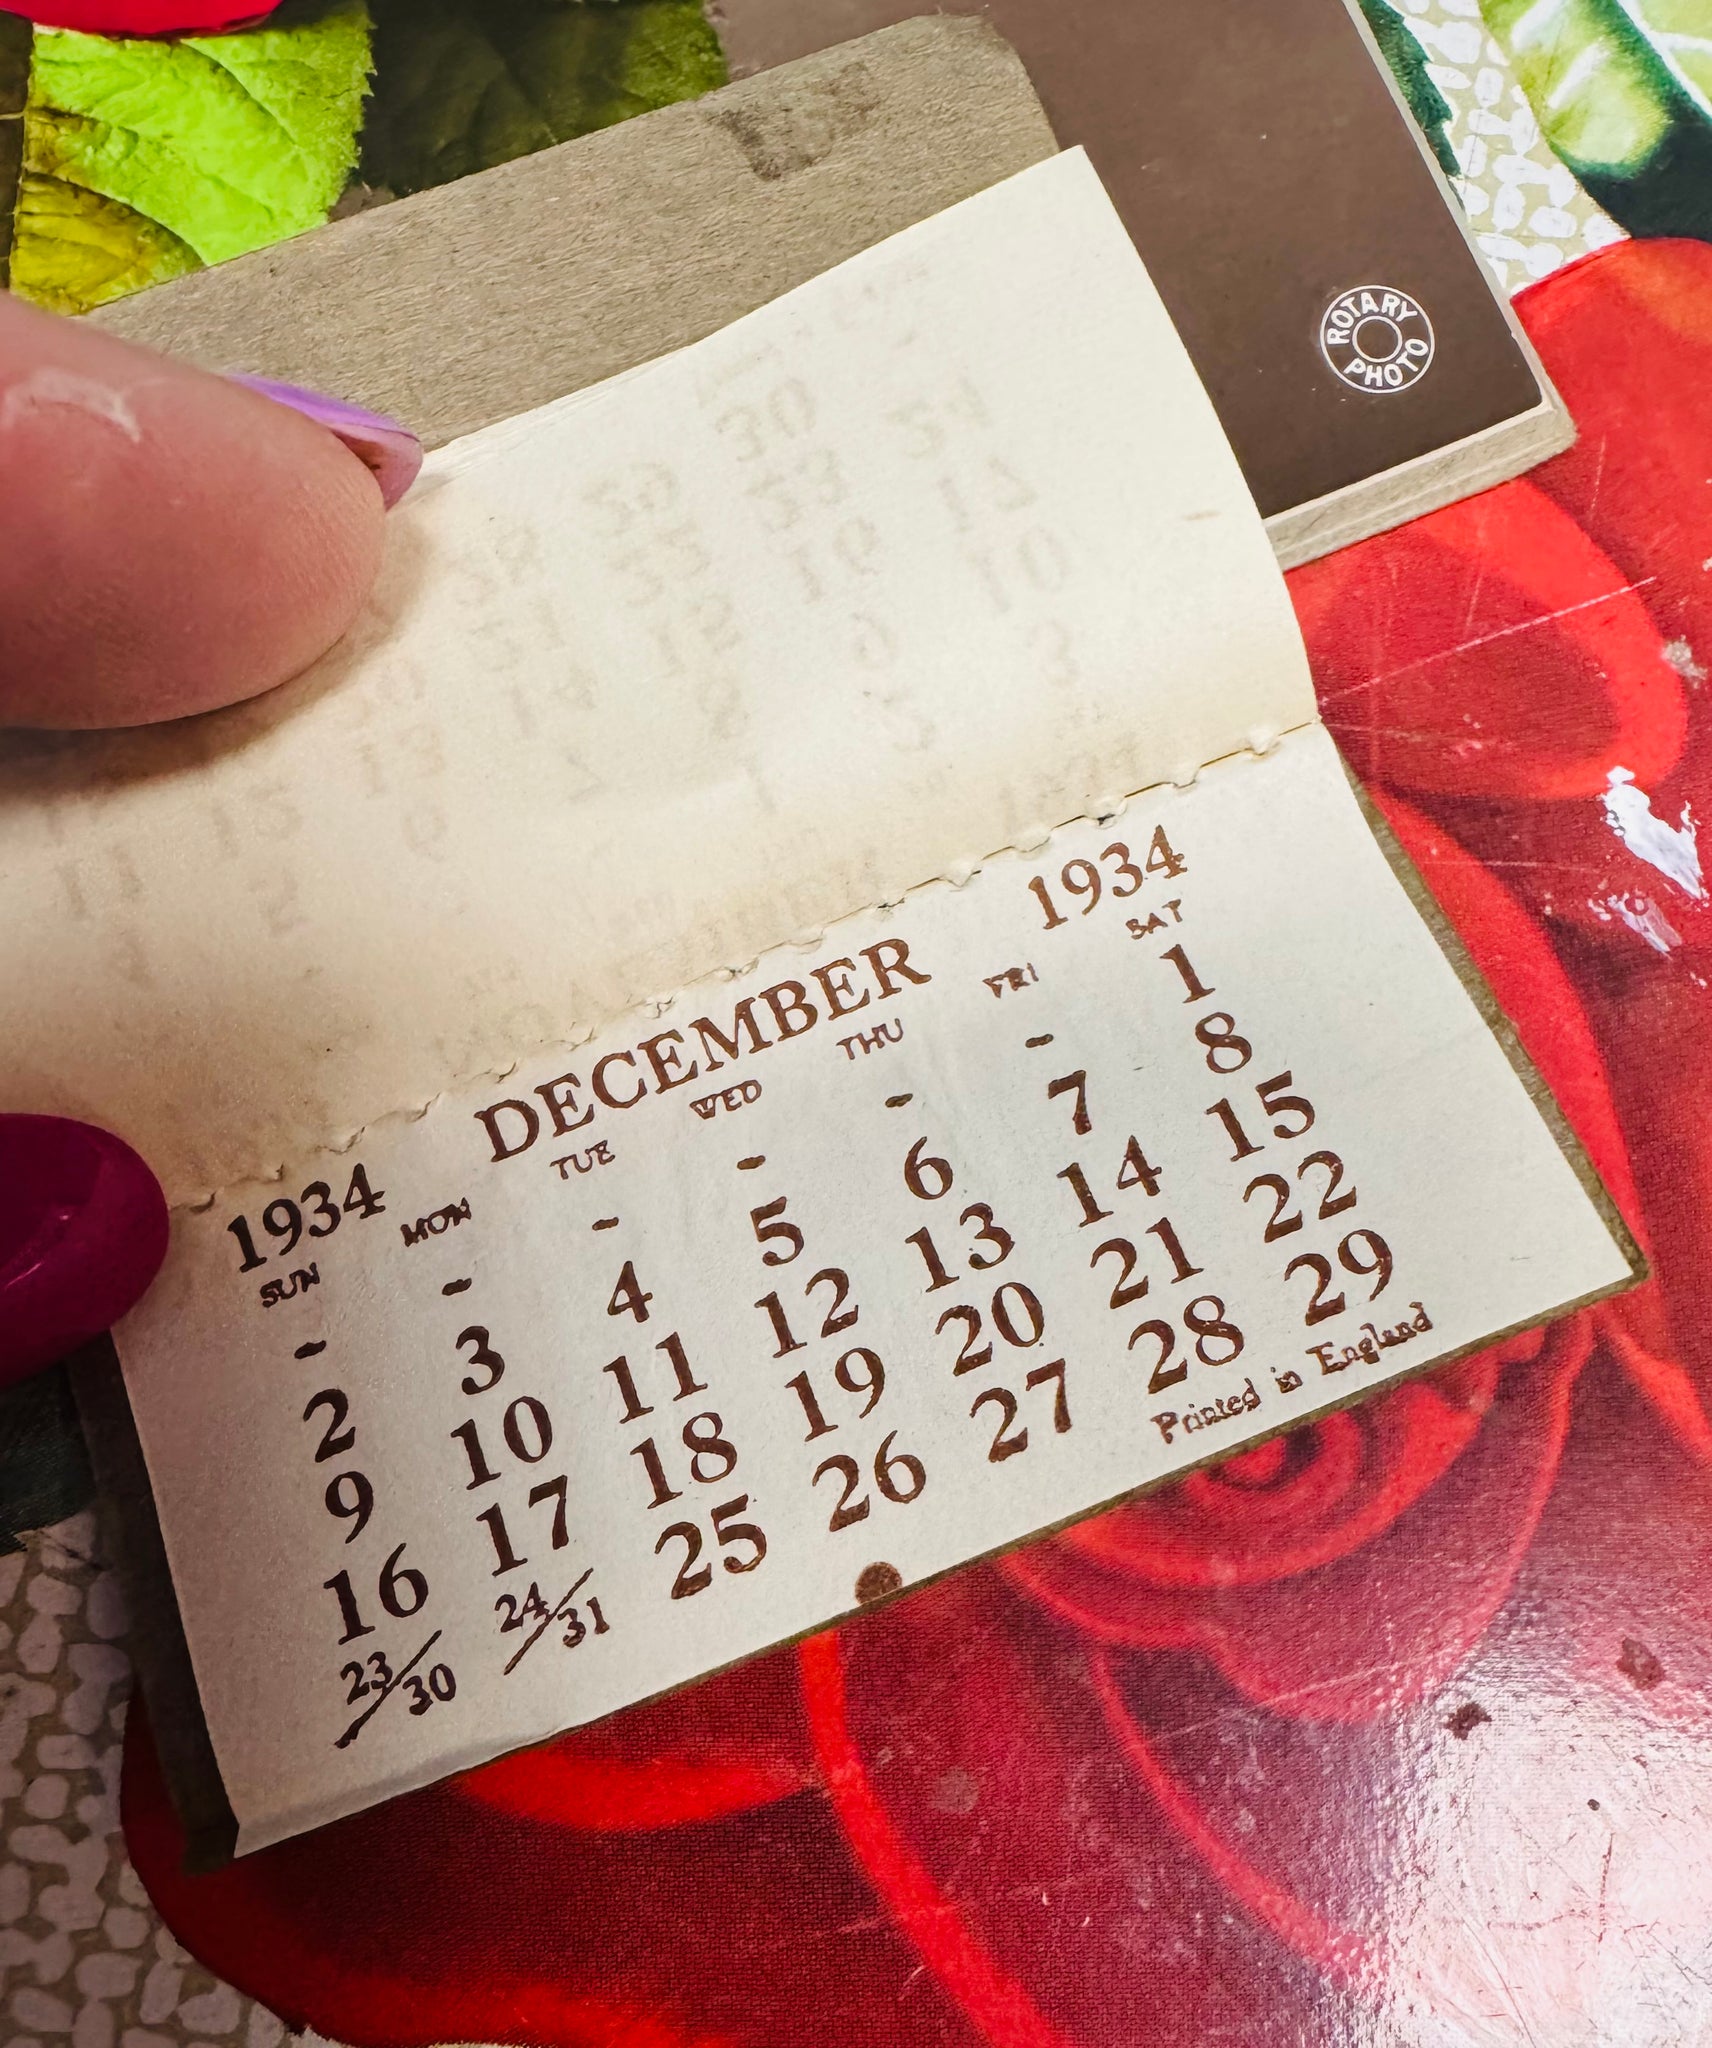 ROTARY
PHOTO
1934 DECEMBER 1934
SUN MON TUE WED THU FRI SAT
- - - - - - 1
2 3 4 5 6 7 8
9 10 11 12 13 14 15
16 17 18 19 20 21 22
23/30 24/31 25 26 27 28 29
Printed in England